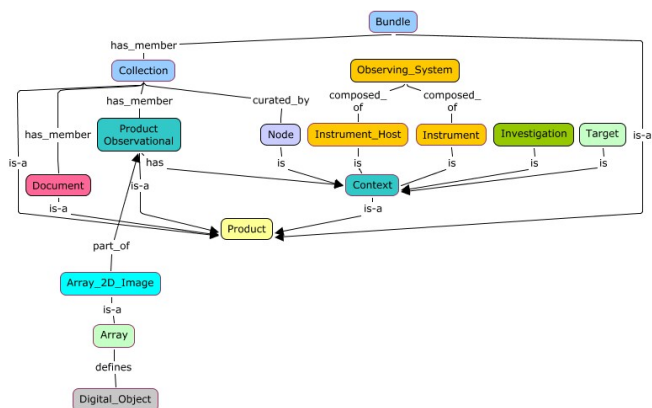 Bundle
has_member
Collection
Observing_System
has_member
curated_by
composed_
of
composed_
of
has_member
Product
Observational
Node
Instrument_Host
Instrument
Investigation
Target
is-a
is-a
has
is
is
is
is
is
Document
is-a
Context
is-a
is-a
Product
part_of
Array_2D_Image
is-a
Array
defines
Digital_Object